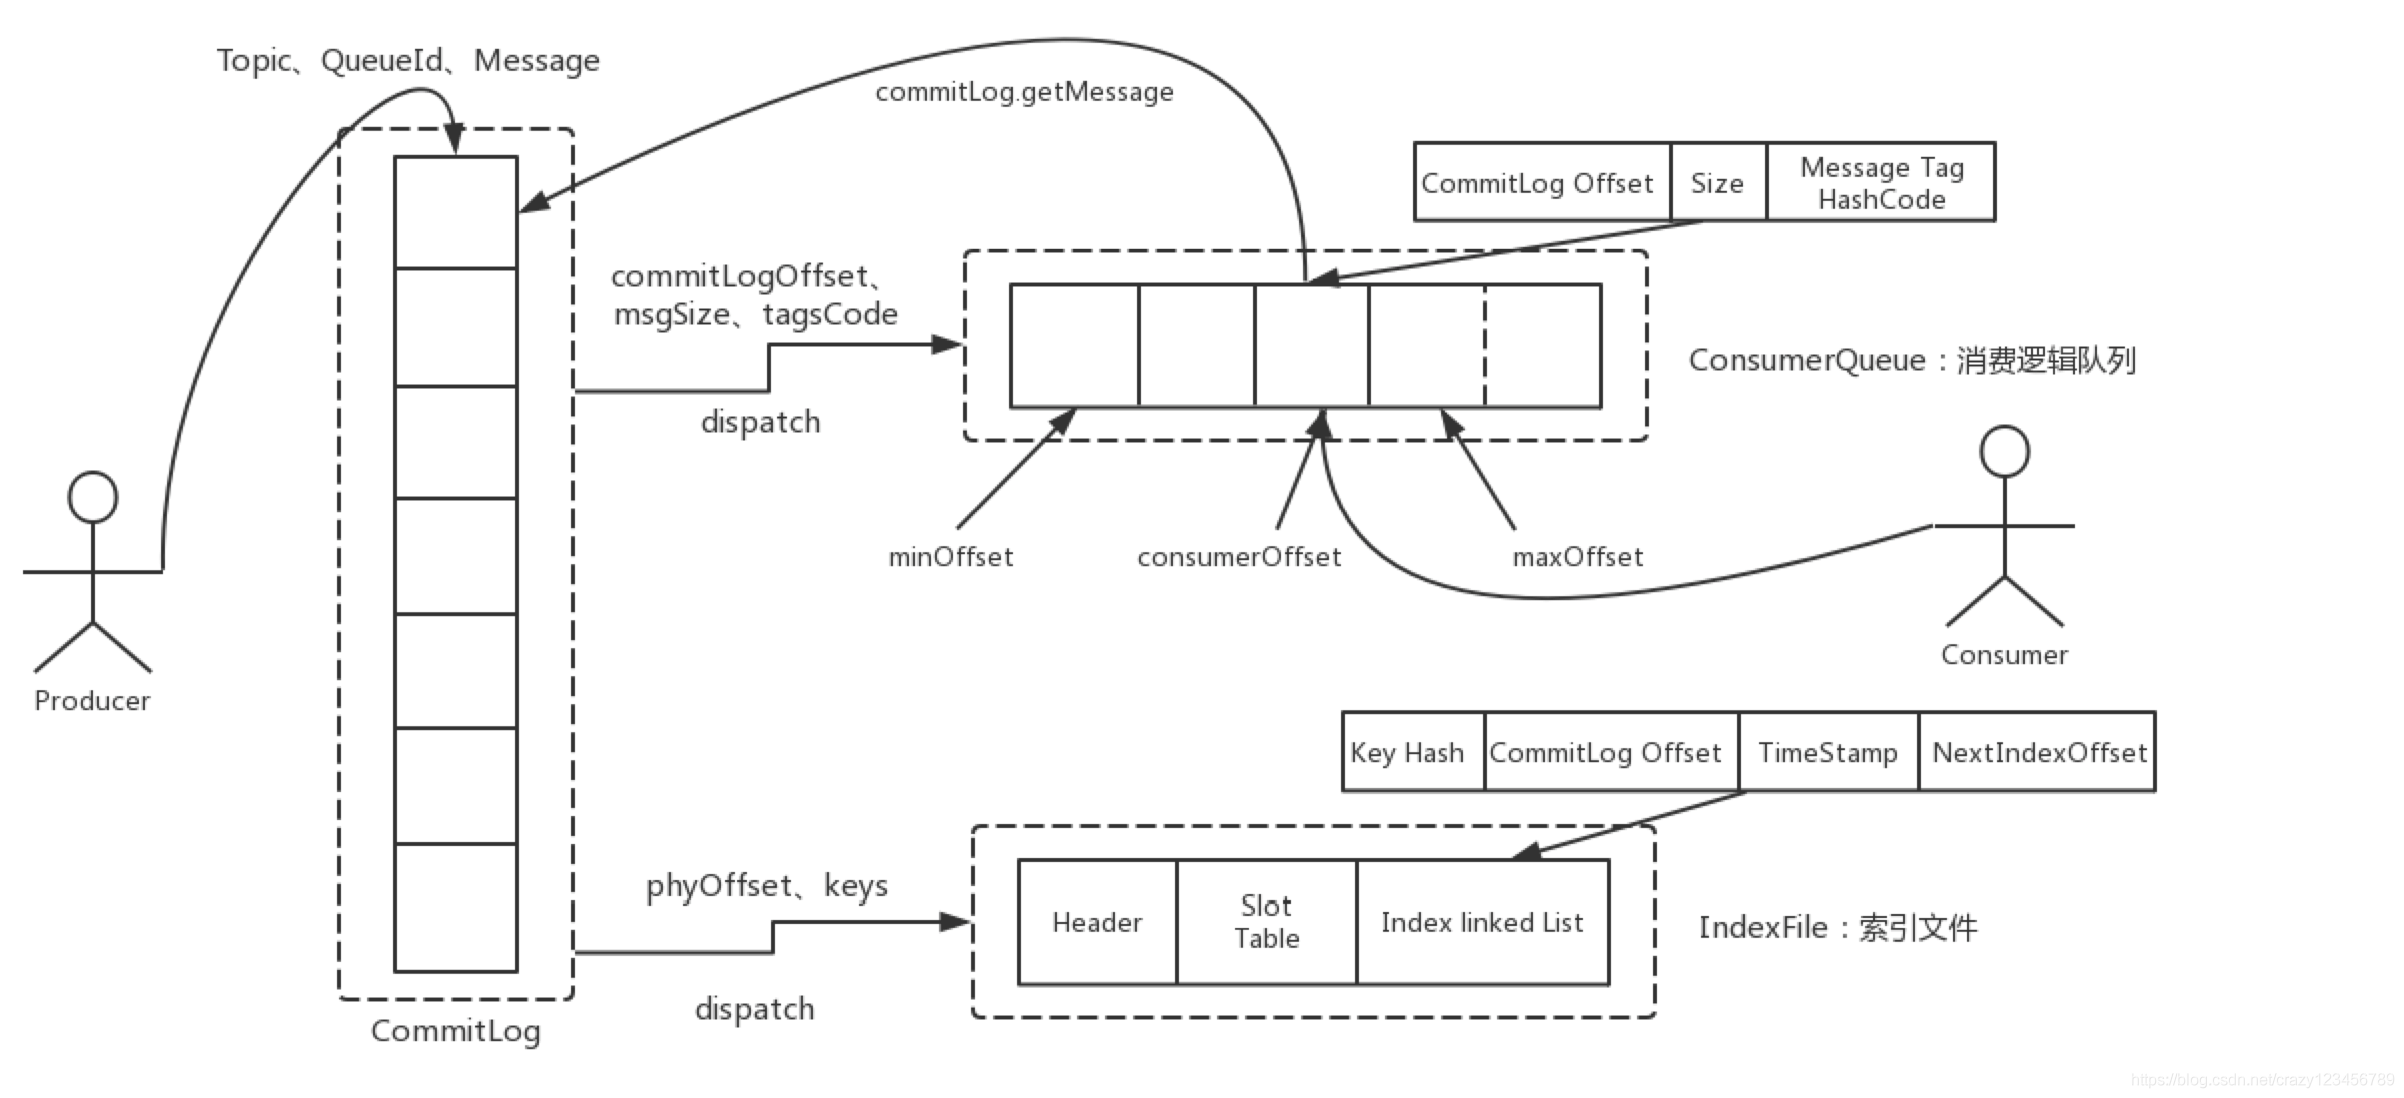 Topic、QueueId、Message
commitLog.getMessage
CommitLog Offset
Size
Message Tag
HashCode
commitLogOffset、
msgSize、tagsCode
dispatch
ConsumerQueue：消费逻辑队列
minOffset
consumerOffset
maxOffset
Producer
Consumer
Key Hash
CommitLog Offset
TimeStamp
NextIndexOffset
phyOffset、keys
dispatch
Header
Slot
Table
Index linked List
IndexFile：索引文件
CommitLog
https://blog.csdn.net/crazy123456789